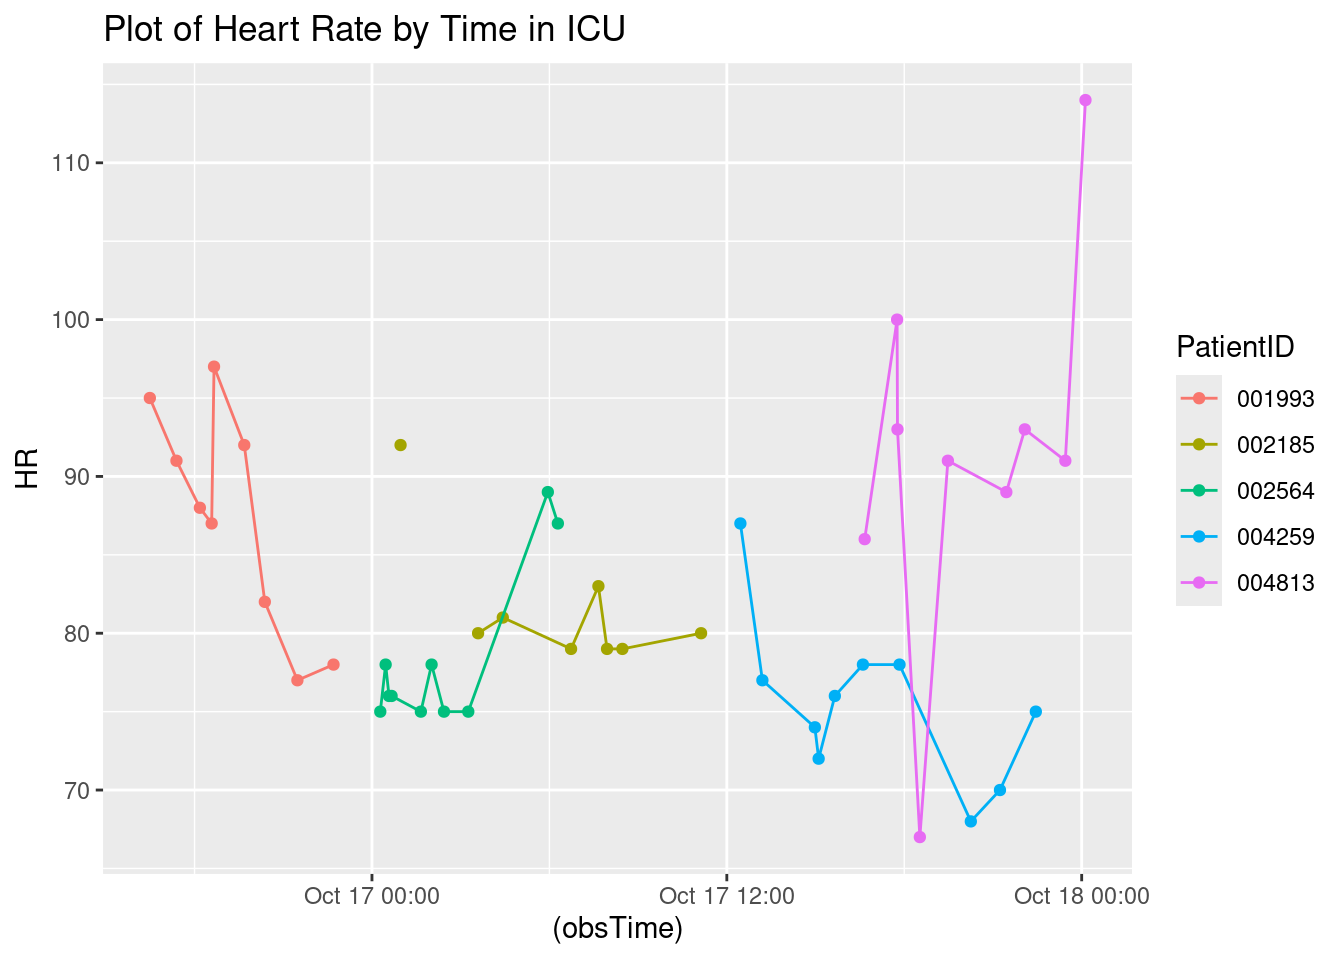 Plot of Heart Rate by Time in ICU
HR
110
100
90
80
70
Oct 17 00:00
Oct 17 12:00
Oct 18 00:00
(obsTime)
PatientID
001993
002185
002564
004259
004813